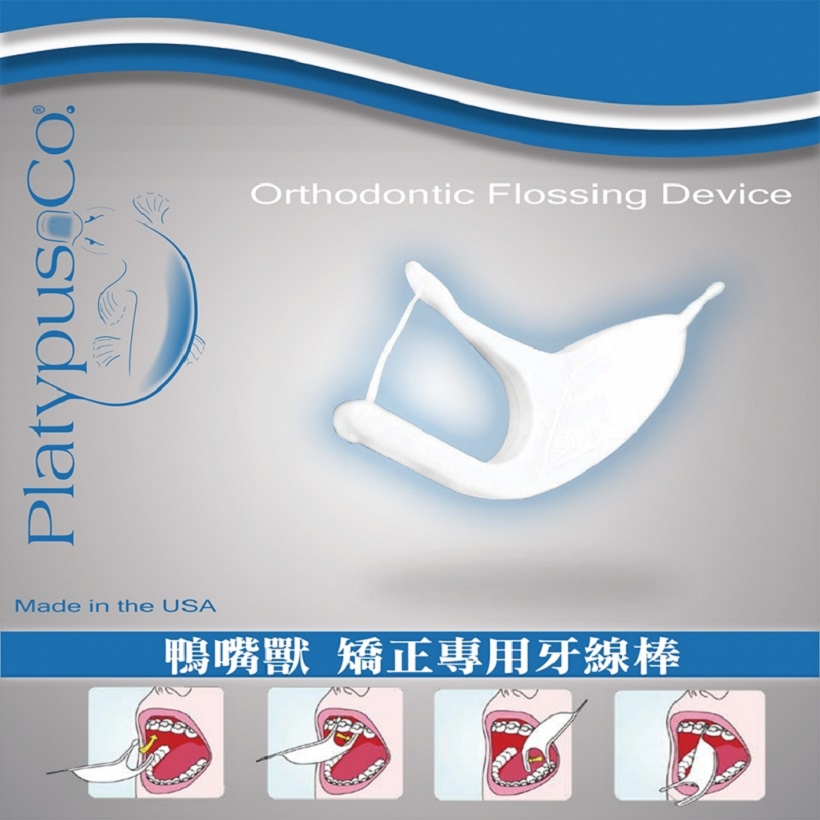 Platypus Co.®
Orthodontic Flossing Device
Made in the USA
鴨嘴獸 矯正專用牙線棒